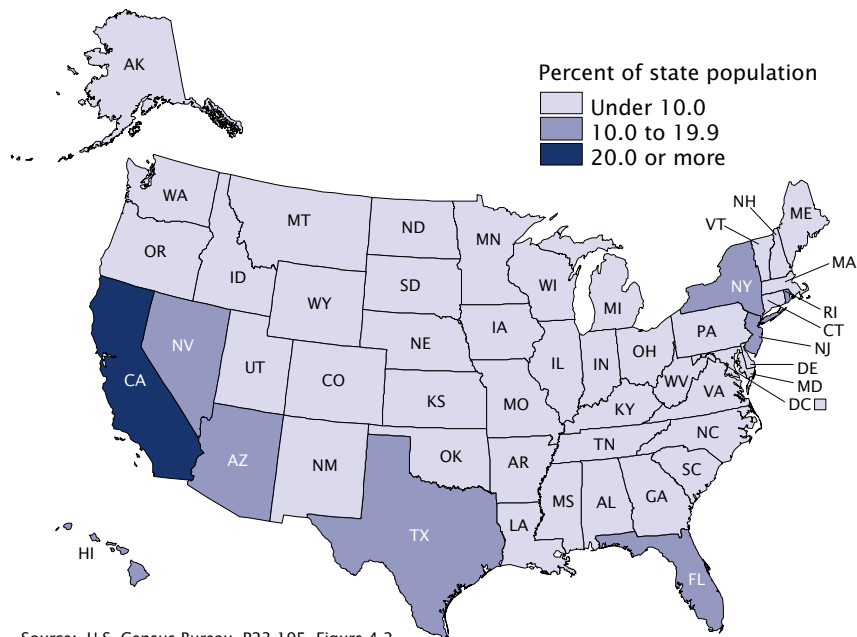 AK
Percent of state population
Under 10.0
10.0 to 19.9
20.0 or more
WA
MT
ND
MN
NH
ME
VT
OR
ID
SD
WI
MI
NY
MA
WY
RI
CT
IA
NE
PA
NJ
NV
UT
CO
IL
IN
OH
DE
CA
KS
MO
WV
VA
MD
KY
DC
AZ
NM
OK
AR
TN
NC
SC
MS
AL
GA
LA
TX
HI
FL
Source: U.S. Census Bureau, P23-195, Figure 4-2